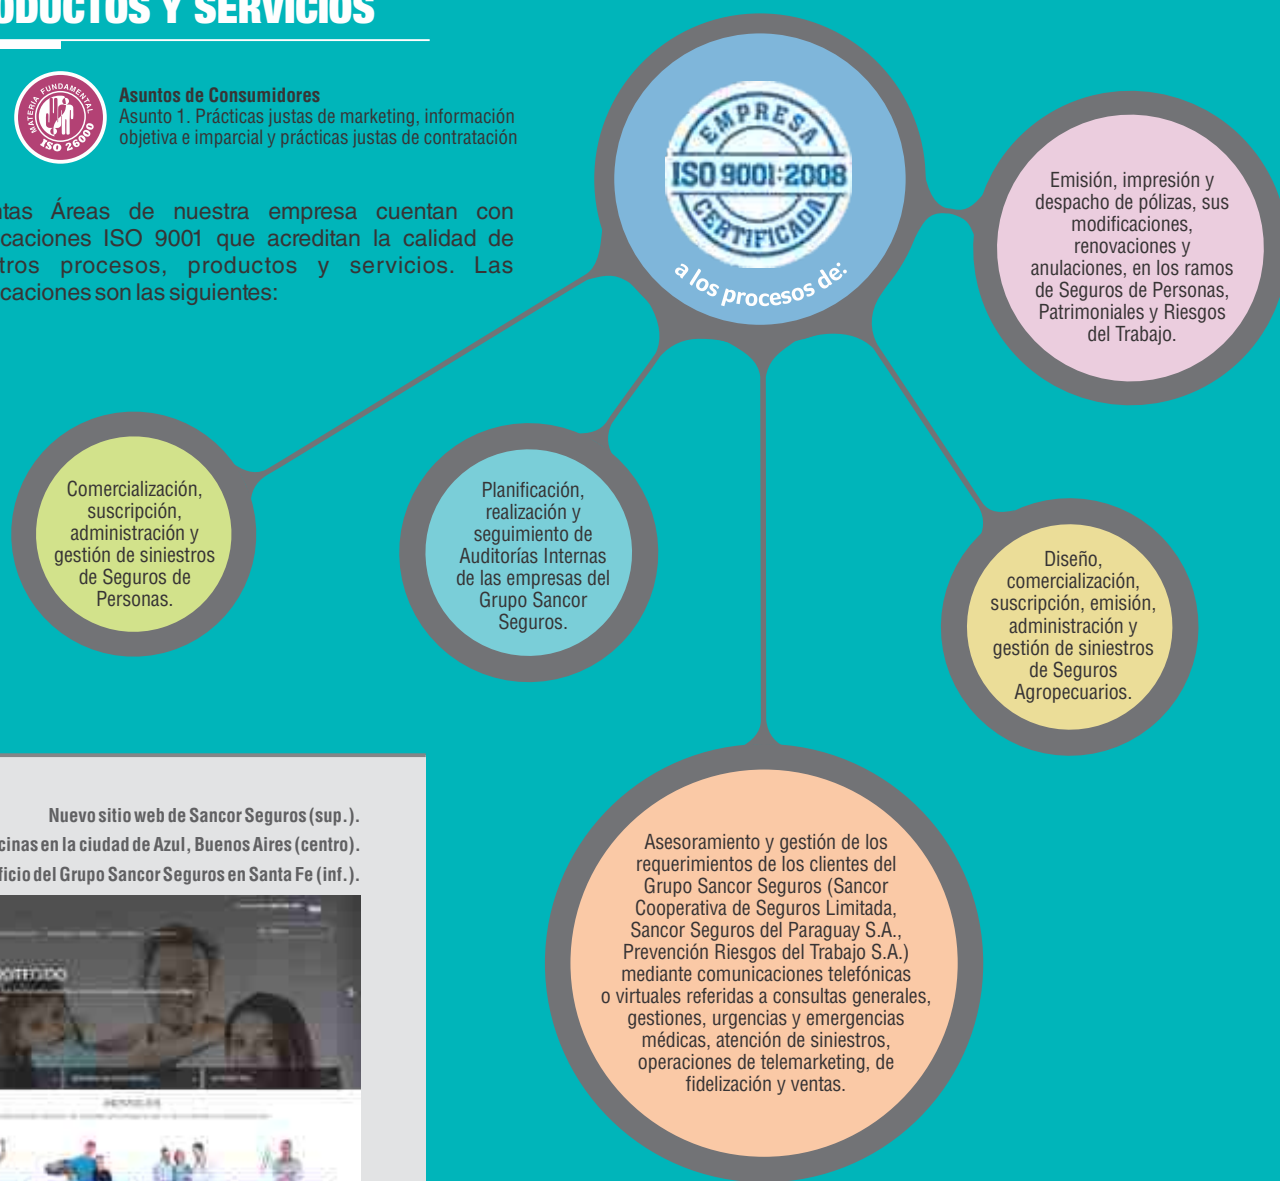 ODUCTOS Y SERVICIOS
MATERIA FUNDAMENTAL
ISO 26000
Asuntos de Consumidores
Asunto 1. Prácticas justas de marketing, información
objetiva e imparcial y prácticas justas de contratación
ntas Áreas de nuestra empresa cuentan con
icaciones ISO 9001 que acreditan la calidad de
tros procesos, productos y servicios. Las
icaciones son las siguientes:
EMPRESA
ISO 9001:2008
CERTIFICADA
a los procesos de:
Emisión, impresión y
despacho de pólizas, sus
modificaciones,
renovaciones y
anulaciones, en los ramos
de Seguros de Personas,
Patrimoniales y Riesgos
del Trabajo.
Comercialización,
suscripción,
administración y
gestión de siniestros
de Seguros de
Personas.
Planificación,
realización y
seguimiento de
Auditorías Internas
de las empresas del
Grupo Sancor
Seguros.
Diseño,
comercialización,
suscripción, emisión,
administración y
gestión de siniestros
de Seguros
Agropecuarios.
Asesoramiento y gestión de los
requerimientos de los clientes del
Grupo Sancor Seguros (Sancor
Cooperativa de Seguros Limitada,
Sancor Seguros del Paraguay S.A.,
Prevención Riesgos del Trabajo S.A.)
mediante comunicaciones telefónicas
o virtuales referidas a consultas generales,
gestiones, urgencias y emergencias
médicas, atención de siniestros,
operaciones de telemarketing, de
fidelización y ventas.
Nuevo sitio web de Sancor Seguros (sup.).
cinas en la ciudad de Azul, Buenos Aires (centro).
ficio del Grupo Sancor Seguros en Santa Fe (inf.).